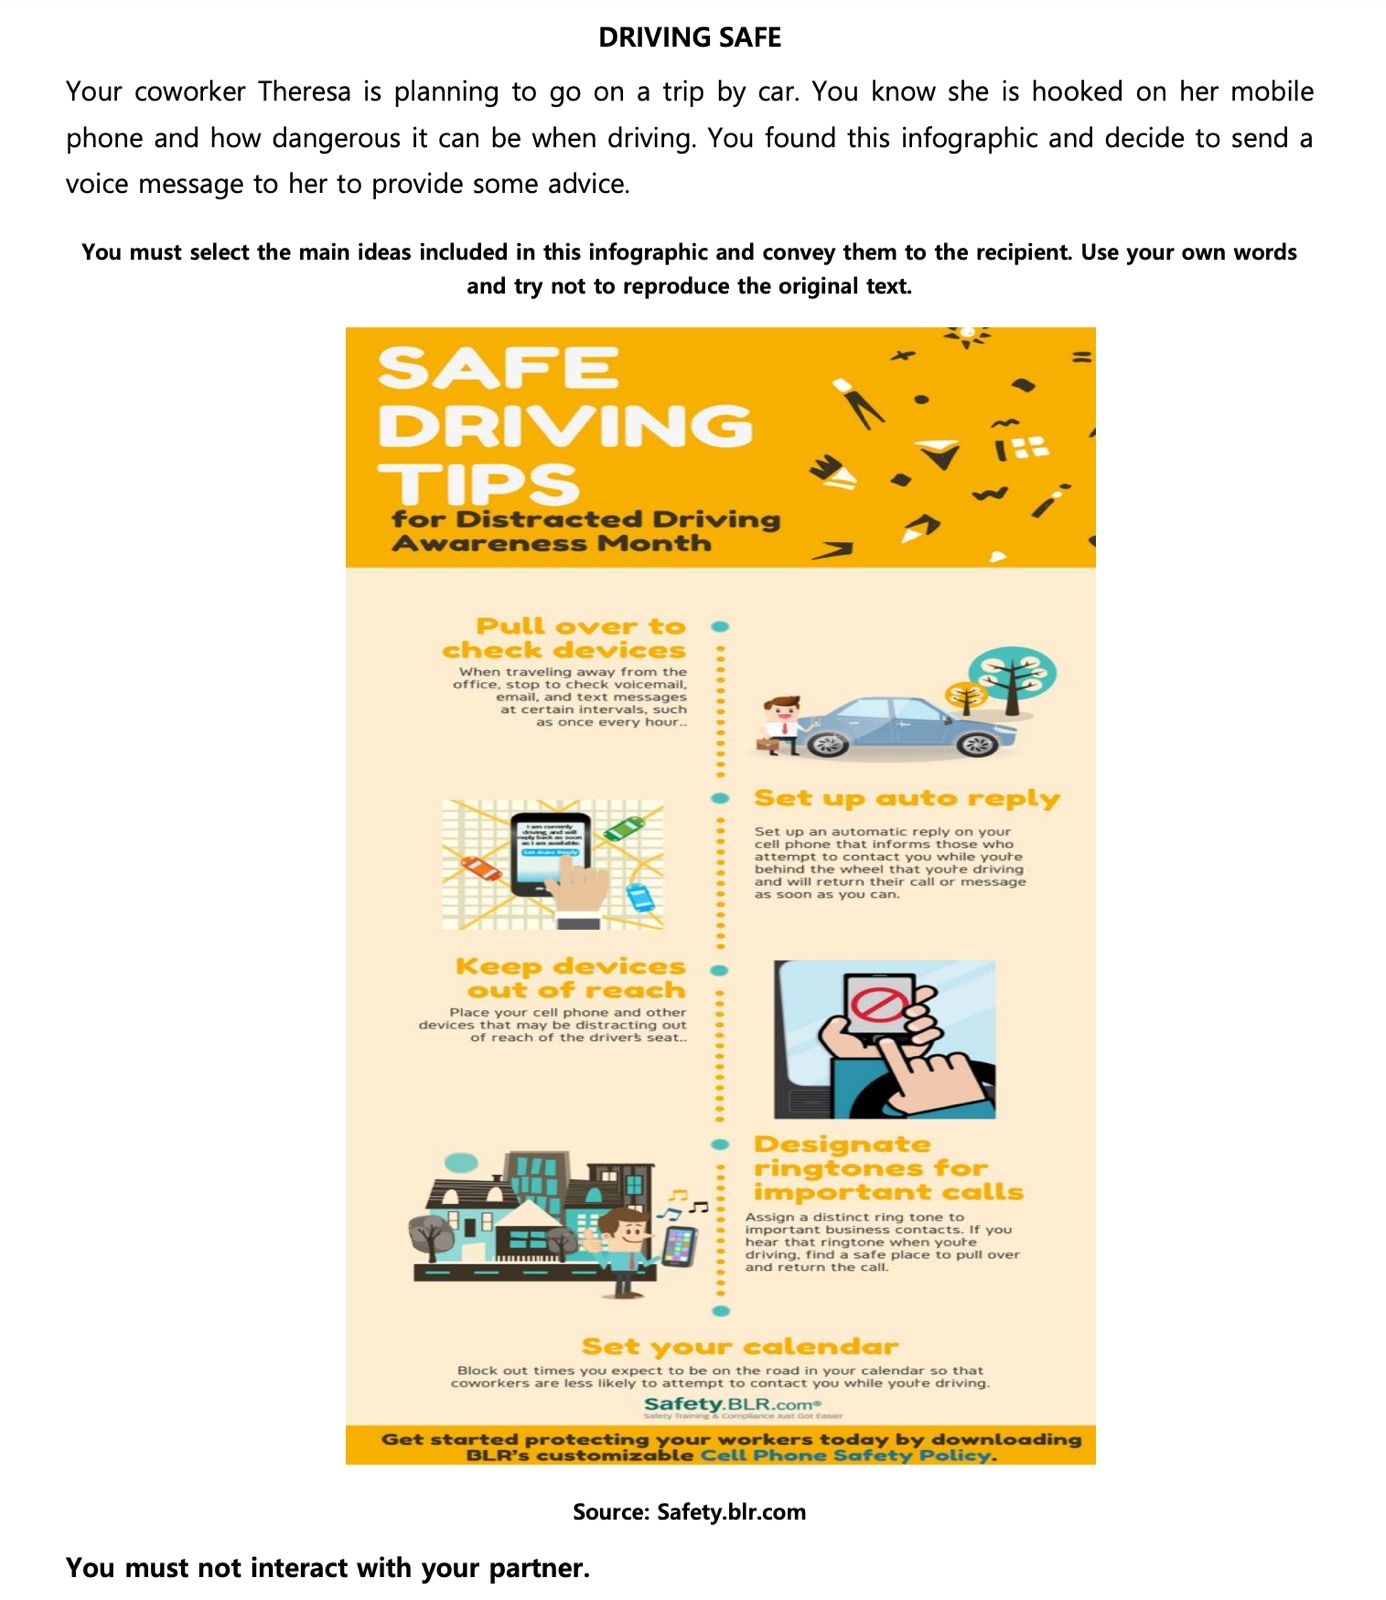 DRIVING SAFE
Your coworker Theresa is planning to go on a trip by car. You know she is hooked on her mobile
phone and how dangerous it can be when driving. You found this infographic and decide to send a
voice message to her to provide some advice.
You must select the main ideas included in this infographic and convey them to the recipient. Use your own words
and try not to reproduce the original text.
SAFE
DRIVING
TIPS
for Distracted Driving
Awareness Month
Pull over to
check devices
When traveling away from the
office, stop to check voicemail,
email, and text messages
at certain intervals, such
as once every hour..
Set up auto reply
Set up an automatic reply on your
cell phone that informs those who
attempt to contact you while you're
behind the wheel that you're driving
and will return their call or message
as soon as you can.
I am currently
driving, and will
reply back as soon
as I am available.
Set Auto Reply
Keep devices
out of reach
Place your cell phone and other
devices that may be distracting out
of reach of the driver's seat..
Designate
ringtones for
important calls
Assign a distinct ring tone to
important business contacts. If you
hear that ringtone when you're
driving, find a safe place to pull over
and return the call.
Set your calendar
Block out times you expect to be on the road in your calendar so that
coworkers are less likely to attempt to contact you while you're driving.
Safety.BLR.com®
Safety Training & Compliance Just Got Easier
Get started protecting your workers today by downloading
BLR's customizable Cell Phone Safety Policy.
Source: Safety.blr.com
You must not interact with your partner.